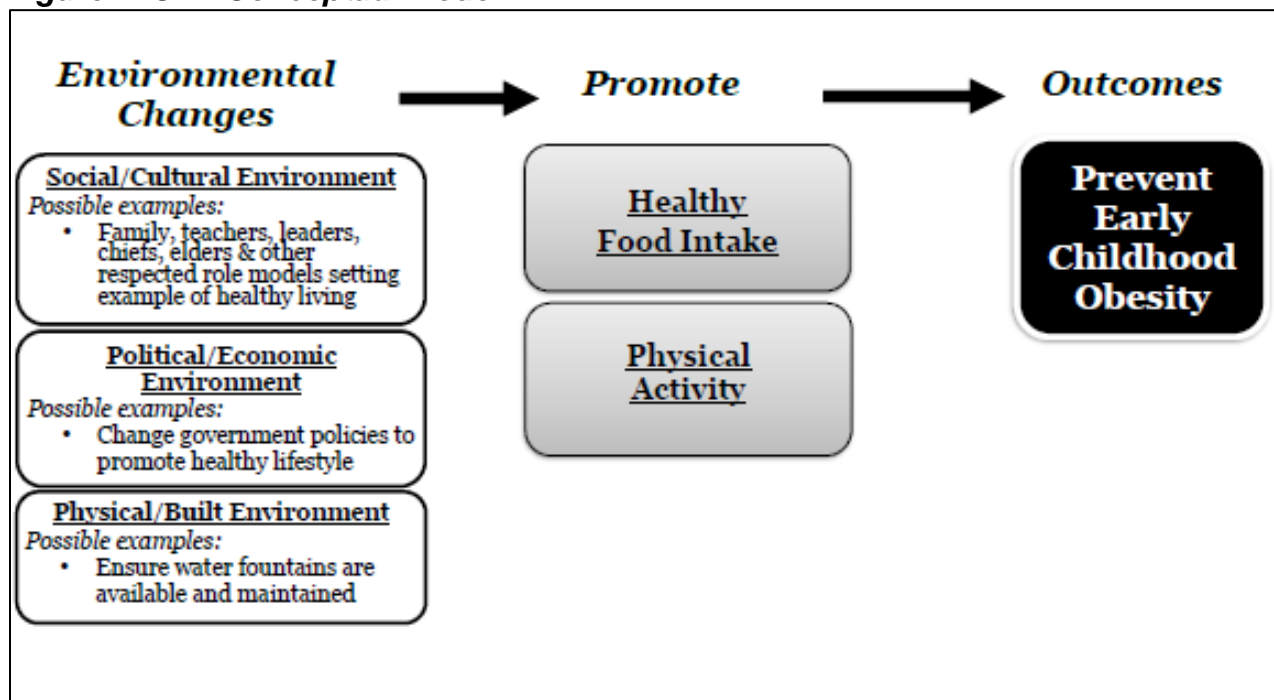 Environmental
Changes
Promote
Outcomes
Social/Cultural Environment
Possible examples:
• Family, teachers, leaders,
chiefs, elders & other
respected role models setting
example of healthy living
Political/Economic
Environment
Possible examples:
• Change government policies to
promote healthy lifestyle
Physical/Built Environment
Possible examples:
• Ensure water fountains are
available and maintained
Healthy
Food Intake
Physical
Activity
Prevent
Early
Childhood
Obesity